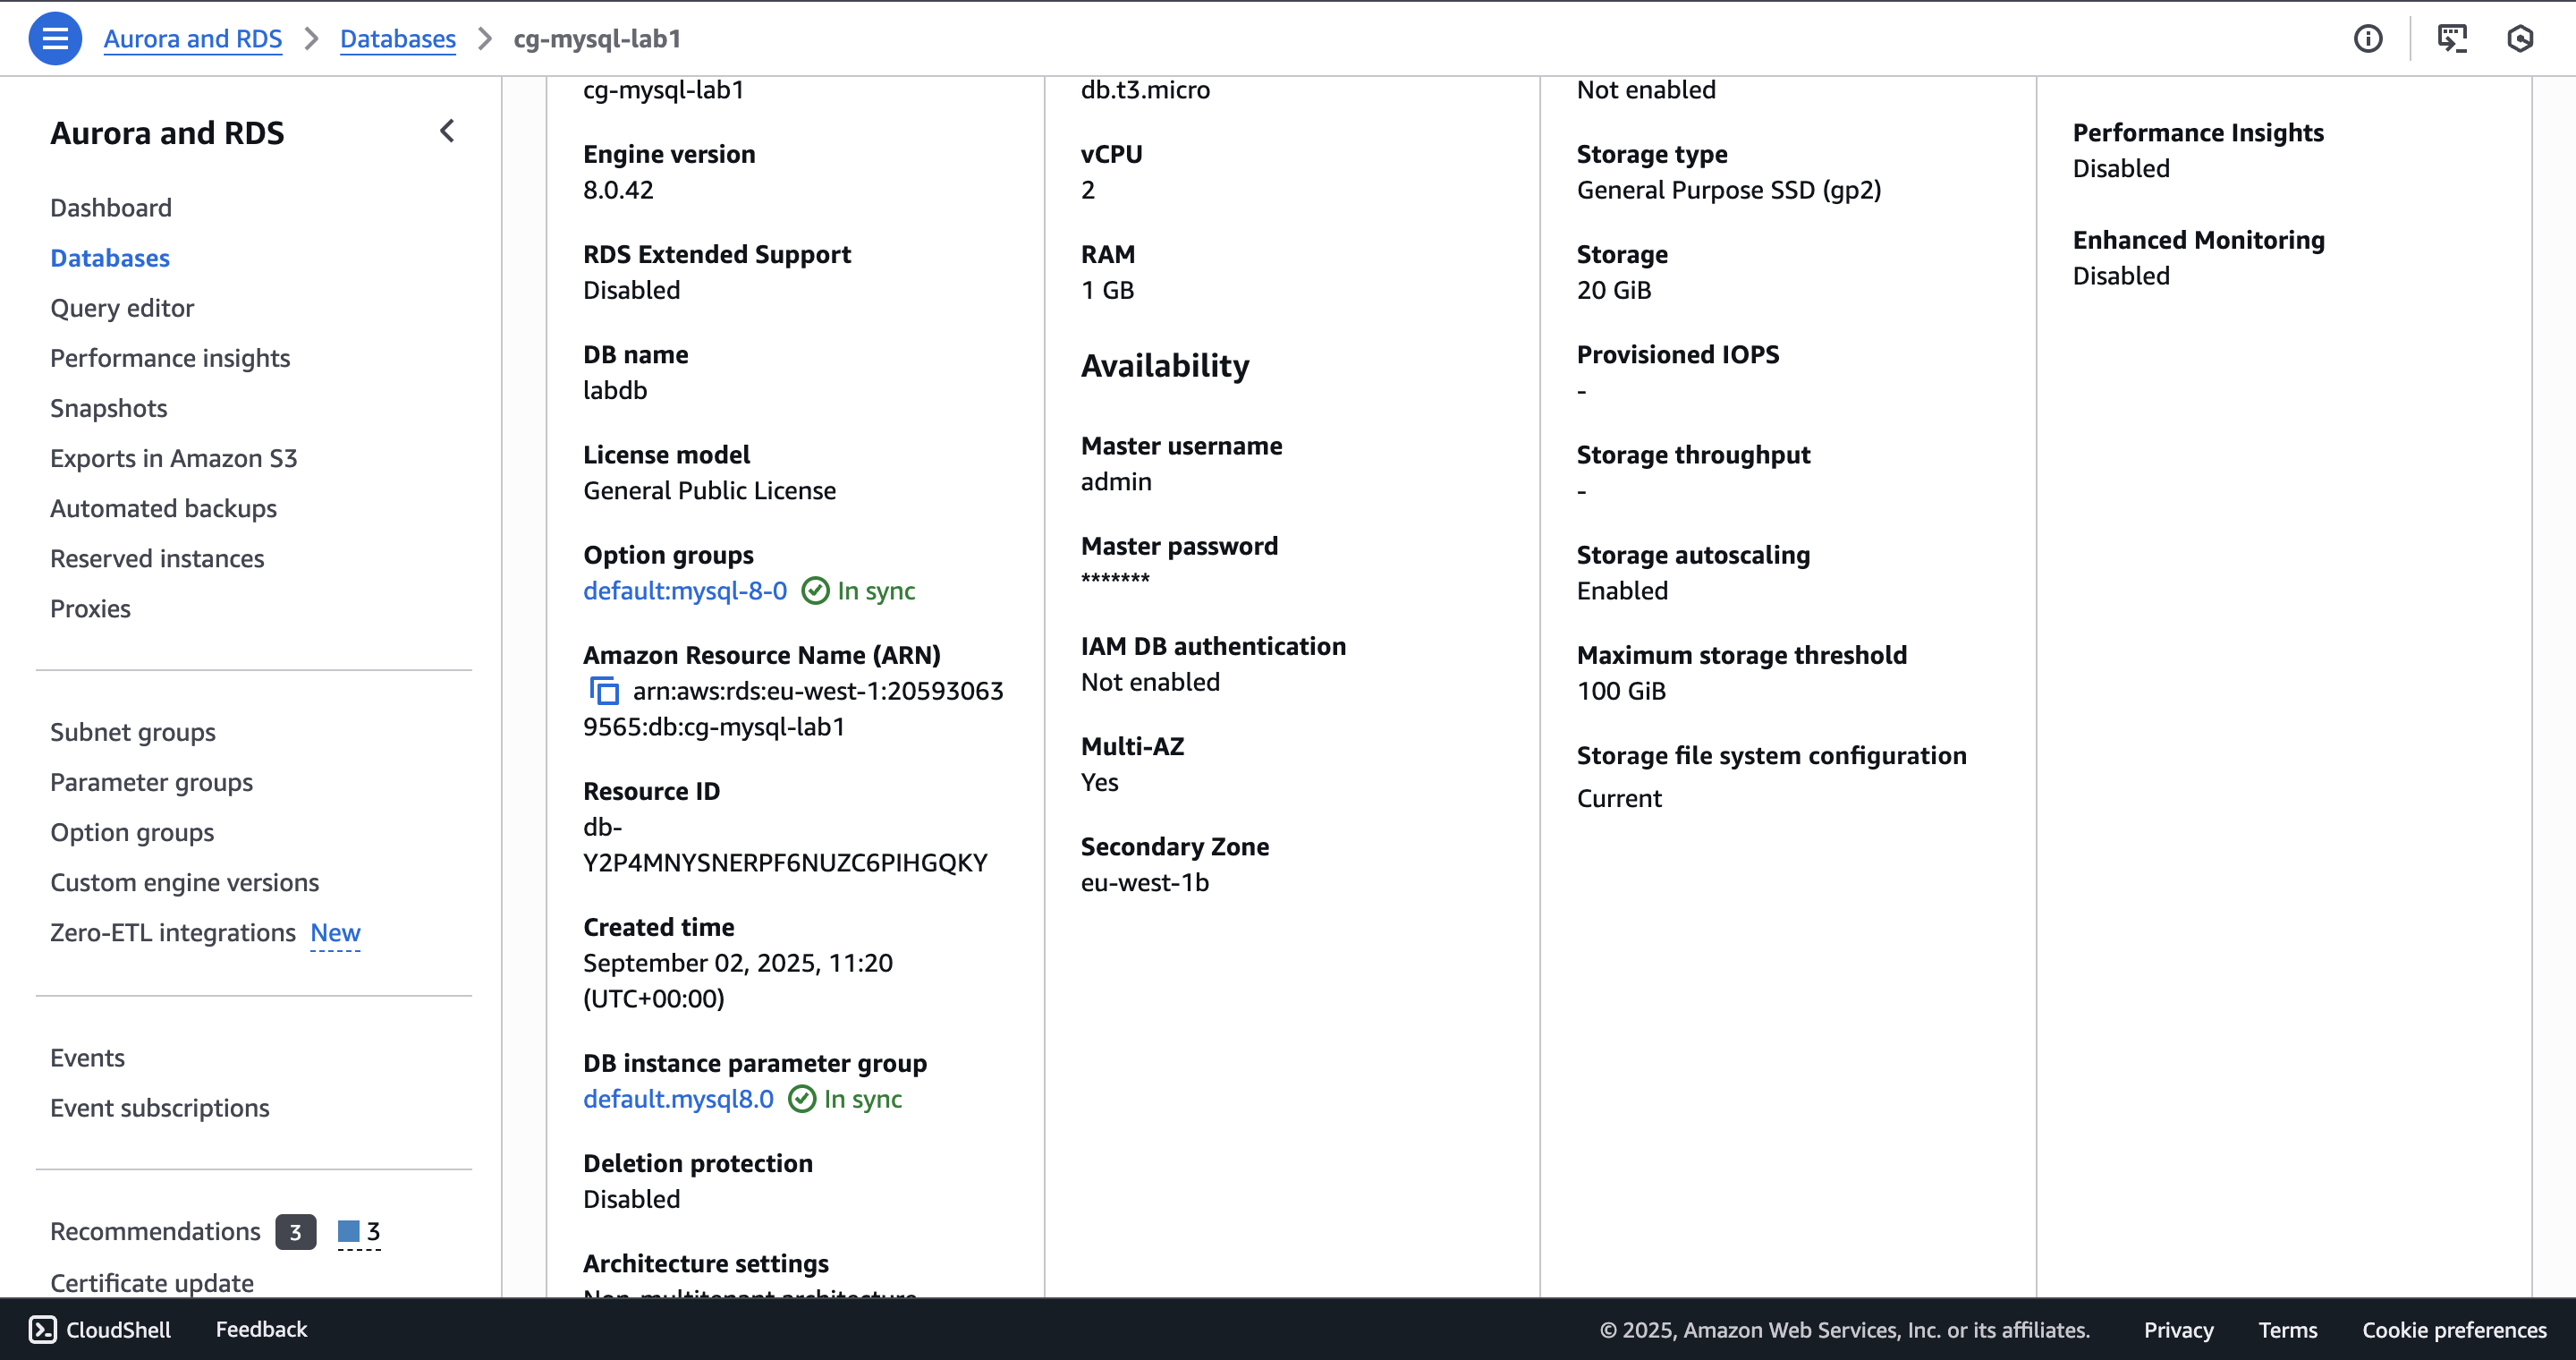 Aurora and RDS
Databases
cg-mysql-lab1
Aurora and RDS
Dashboard
Databases
Query editor
Performance insights
Snapshots
Exports in Amazon S3
Automated backups
Reserved instances
Proxies
Subnet groups
Parameter groups
Option groups
Custom engine versions
Zero-ETL integrations New
Events
Event subscriptions
Recommendations 3 3
Certificate update
cg-mysql-lab1
Engine version
8.0.42
RDS Extended Support
Disabled
DB name
labdb
License model
General Public License
Option groups
default:mysql-8-0 In sync
Amazon Resource Name (ARN)
arn:aws:rds:eu-west-1:20593063
9565:db:cg-mysql-lab1
Resource ID
db-
Y2P4MNYSNERPF6NUZC6PIHGQKY
Created time
September 02, 2025, 11:20
(UTC+00:00)
DB instance parameter group
default.mysql8.0 In sync
Deletion protection
Disabled
Architecture settings
Non-multitenant architecture
db.t3.micro
vCPU
2
RAM
1 GB
Availability
Master username
admin
Master password
*******
IAM DB authentication
Not enabled
Multi-AZ
Yes
Secondary Zone
eu-west-1b
Not enabled
Storage type
General Purpose SSD (gp2)
Storage
20 GiB
Provisioned IOPS
-
Storage throughput
-
Storage autoscaling
Enabled
Maximum storage threshold
100 GiB
Storage file system configuration
Current
Performance Insights
Disabled
Enhanced Monitoring
Disabled
CloudShell
Feedback
© 2025, Amazon Web Services, Inc. or its affiliates.
Privacy
Terms
Cookie preferences